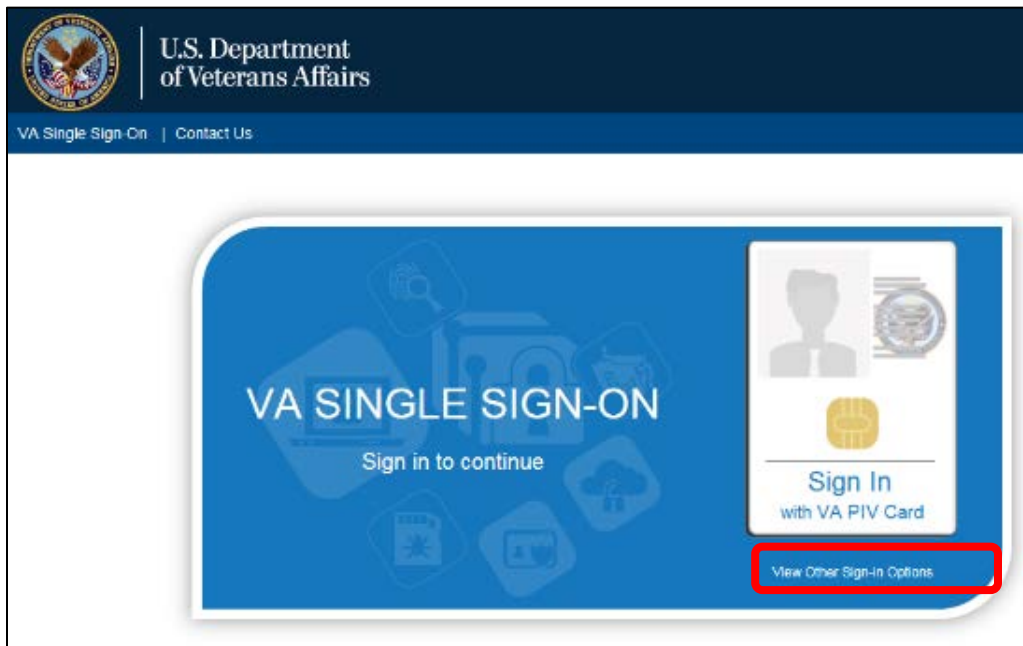 U.S. Department
of Veterans Affairs
VA Single Sign-On | Contact Us
VA SINGLE SIGN-ON
Sign in to continue
Sign In
with VA PIV Card
View Other Sign-In Options